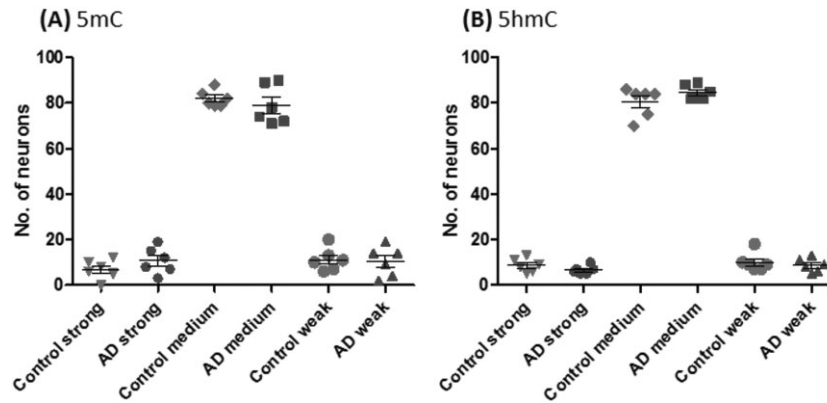 (A) 5mC
No. of neurons
100
80
60
40
20
0
Control strong
AD strong
Control medium
AD medium
Control weak
AD weak
(B) 5hmC
No. of neurons
100
80
60
40
20
0
Control strong
AD strong
Control medium
AD medium
Control weak
AD weak